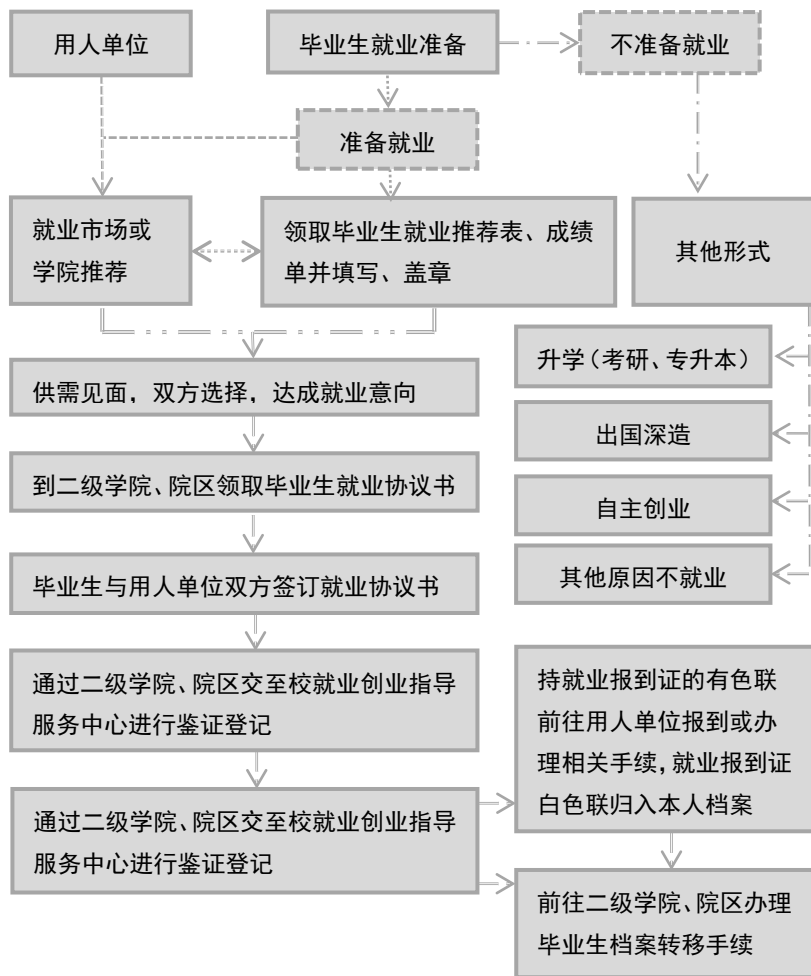 用人单位
毕业生就业准备
不准备就业
准备就业
就业市场或
学院推荐
领取毕业生就业推荐表、成绩
单并填写、盖章
其他形式
供需见面，双方选择，达成就业意向
升学（考研、专升本）
出国深造
到二级学院、院区领取毕业生就业协议书
自主创业
毕业生与用人单位双方签订就业协议书
其他原因不就业
通过二级学院、院区交至校就业创业指导
服务中心进行鉴证登记
持就业报到证的有色联
前往用人单位报到或办
理相关手续，就业报到证
白色联归入本人档案
通过二级学院、院区交至校就业创业指导
服务中心进行鉴证登记
前往二级学院、院区办理
毕业生档案转移手续